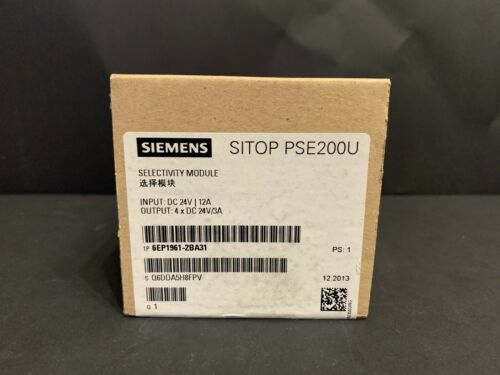 SIEMENS SITOP PSE200U
SELECTIVITY MODULE
选择模块
INPUT: DC 24V | 12A
OUTPUT: 4 x DC 24V/3A
1P 6EP1961-2BA31 PS: 1
S Q6DDA5H8FPV 12.2013
Q 1